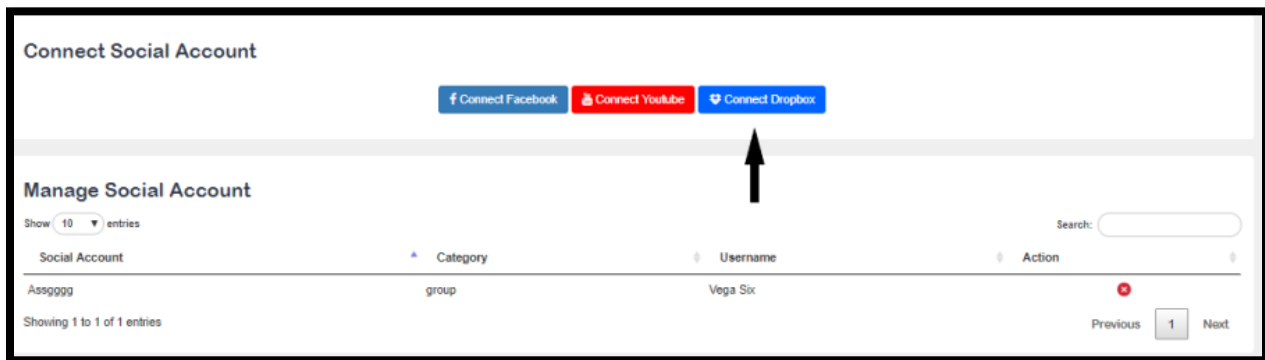 Connect Social Account
Connect Facebook Connect Youtube Connect Dropbox
Manage Social Account
Show 10 entries Search:
Social Account Category Username Action
Assgggg group Vega Six
Showing 1 to 1 of 1 entries Previous 1 Next